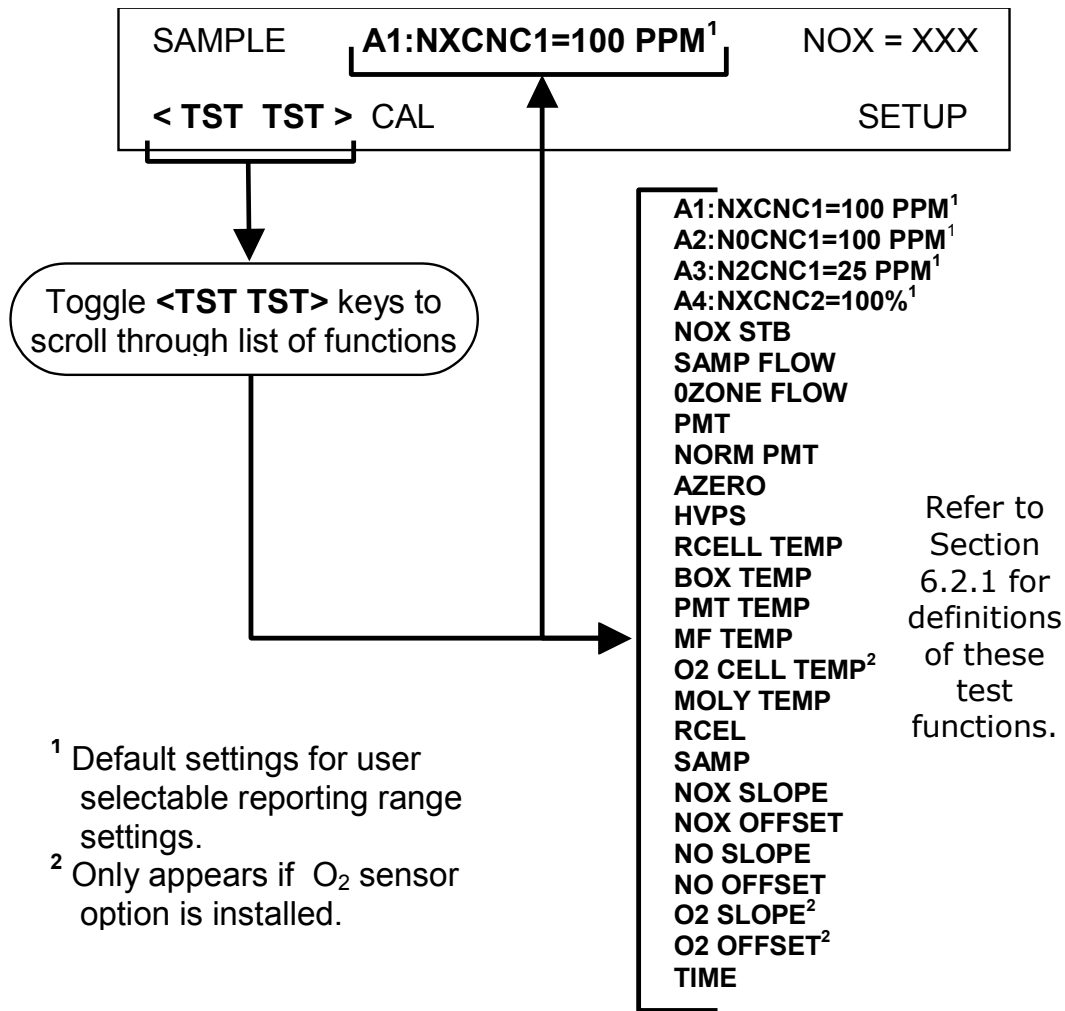 SAMPLE A1:NXCNC1=100 PPM¹ NOX = XXX
< TST TST > CAL SETUP
Toggle <TST TST> keys to
scroll through list of functions
A1:NXCNC1=100 PPM¹
A2:N0CNC1=100 PPM¹
A3:N2CNC1=25 PPM¹
A4:NXCNC2=100%¹
NOX STB
SAMP FLOW
0ZONE FLOW
PMT
NORM PMT
AZERO
HVPS
RCELL TEMP
BOX TEMP
PMT TEMP
MF TEMP
O2 CELL TEMP²
MOLY TEMP
RCEL
SAMP
NOX SLOPE
NOX OFFSET
NO SLOPE
NO OFFSET
O2 SLOPE²
O2 OFFSET²
TIME
Refer to
Section
6.2.1 for
definitions
of these
test
functions.
¹ Default settings for user
selectable reporting range
settings.
² Only appears if O₂ sensor
option is installed.